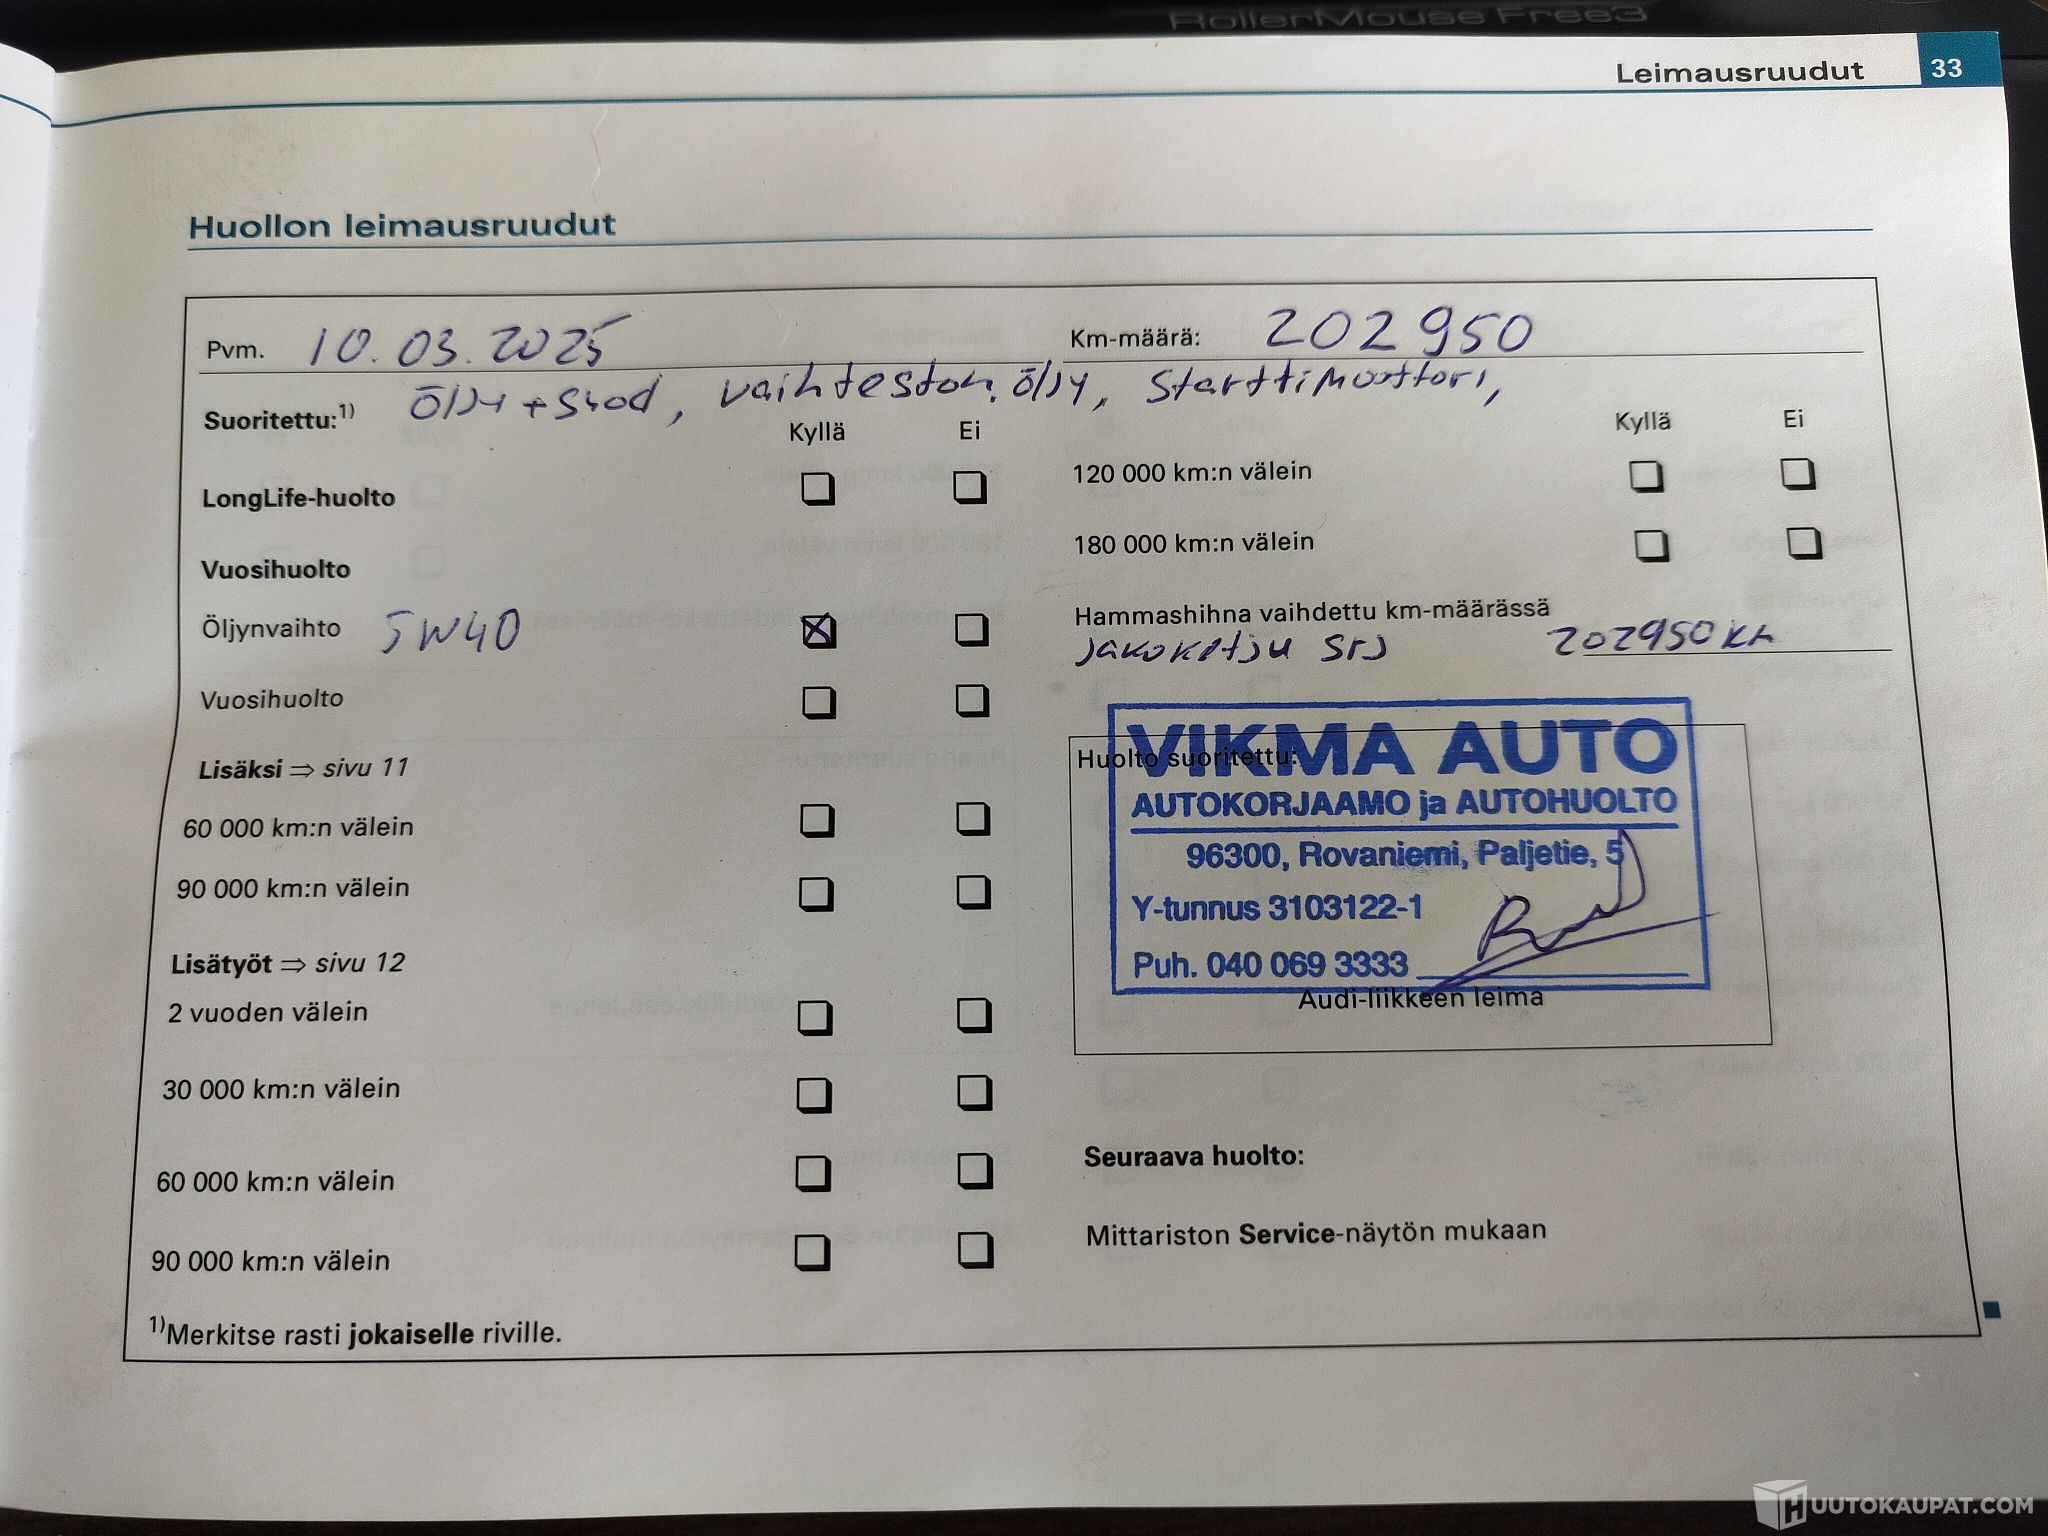 RollerMouse Free3
Leimausruudut 33
Huollon leimausruudut
Pvm. 10.03.2025 Km-määrä: 202950
Suoritettu:1) Öljy + Suod, vaihteston öljy, starttimoottori,
Kyllä Ei
LongLife-huolto
Vuosihuolto
Öljynvaihto 5W40
Vuosihuolto
Lisäksi ⇒ sivu 11
60 000 km:n välein
90 000 km:n välein
Lisätyöt ⇒ sivu 12
2 vuoden välein
30 000 km:n välein
60 000 km:n välein
90 000 km:n välein
1)Merkitse rasti jokaiselle riville.
Kyllä Ei
120 000 km:n välein
180 000 km:n välein
Hammashihna vaihdettu km-määrässä
jakoketju srj 202950 km
Huolto suoritettu:
VIKMA AUTO
AUTOKORJAAMO ja AUTOHUOLTO
96300, Rovaniemi, Paljetie, 5
Y-tunnus 3103122-1
Puh. 040 069 3333
Audi-liikkeen leima
Seuraava huolto:
Mittariston Service-näytön mukaan
HUUTOKAUPAT.COM